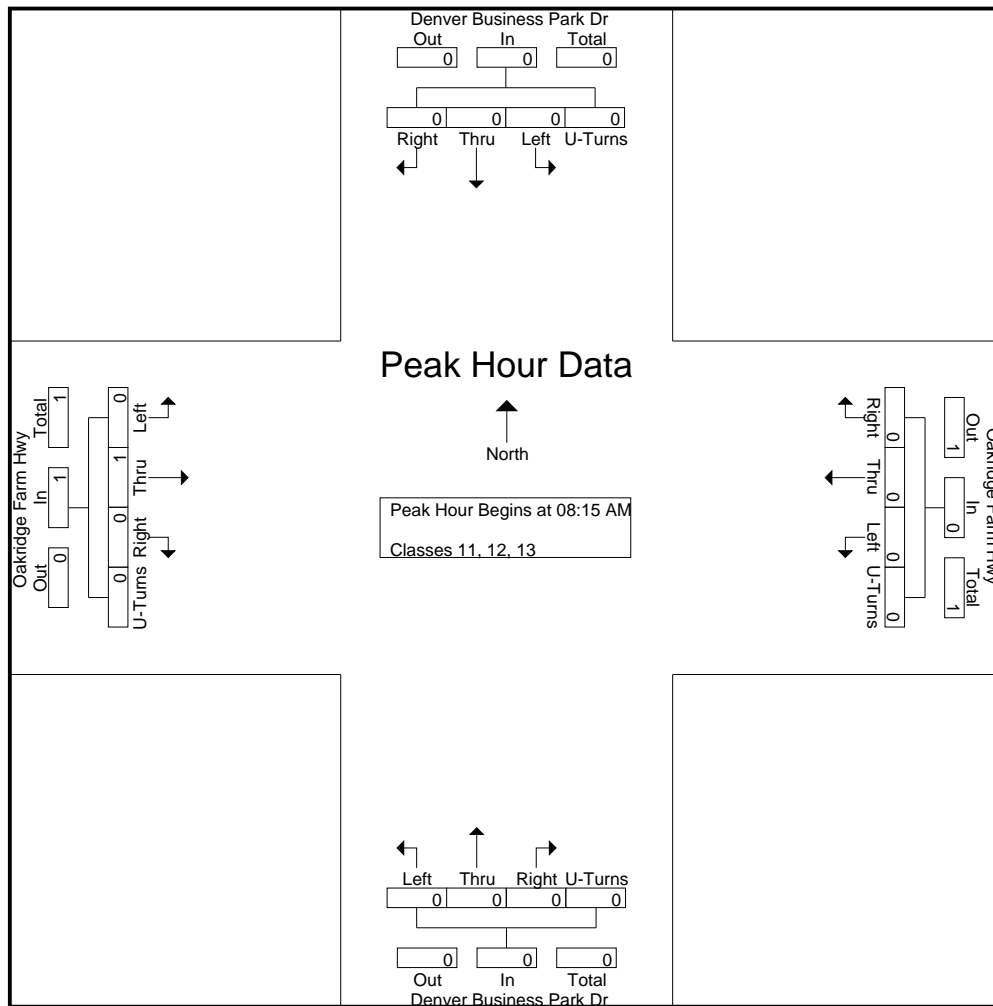 Denver Business Park Dr
Out In Total
0 0 0
0 0 0 0
Right Thru Left U-Turns
Peak Hour Data
North
Peak Hour Begins at 08:15 AM
Classes 11, 12, 13
Oakridge Farm Hwy
Out In Total
0 1 1
0 0 1 0
U-Turns Right Thru Left
Oakridge Farm Hwy
Out In Total
1 0 1
0 0 0 0
Right Thru Left U-Turns
Left Thru Right U-Turns
0 0 0 0
0 0 0
Out In Total
Denver Business Park Dr